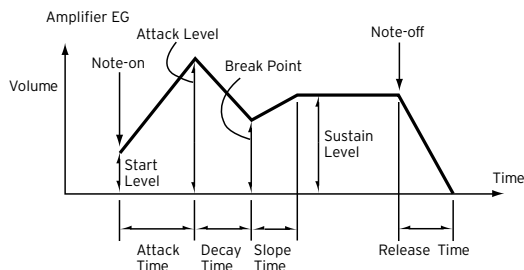 Amplifier EG
Attack Level
Note-off
Note-on
Break Point
Volume
Sustain
Level
Start
Level
Time
Attack
Time
Decay
Time
Slope
Time
Release Time